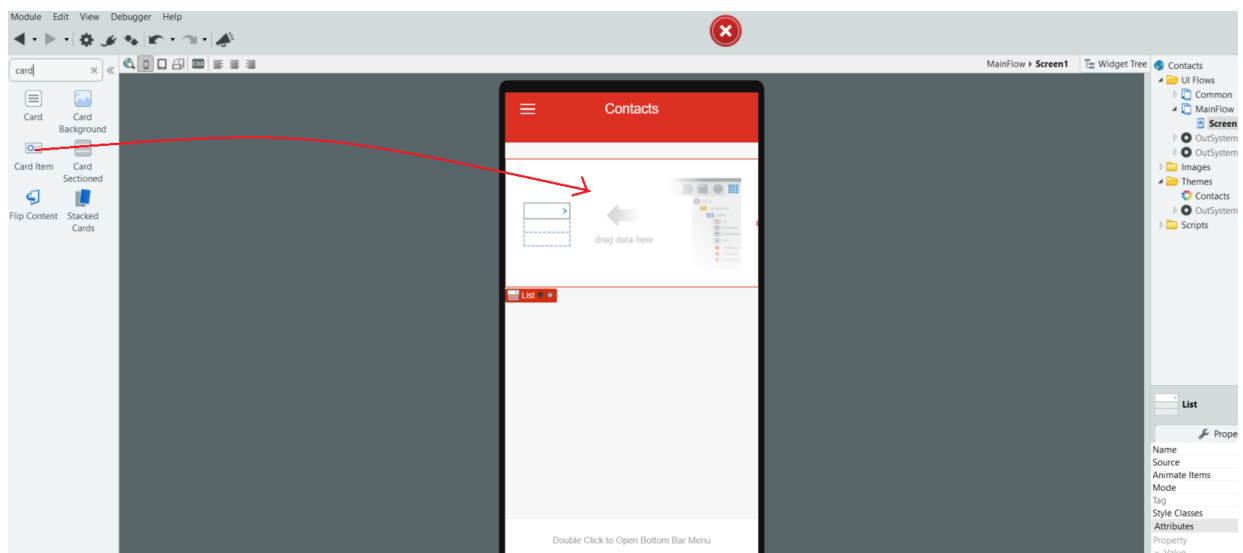 Module Edit View Debugger Help
card
MainFlow Screen1 Widget Tree
Card
Card Background
Card Item
Card Sectioned
Flip Content
Stacked Cards
Contacts
drag data here
List
Double Click to Open Bottom Bar Menu
Contacts
UI Flows
Common
MainFlow
Screen
OutSystem
OutSystem
Images
Themes
Contacts
OutSystem
Scripts
List
Prope
Name
Source
Animate Items
Mode
Tag
Style Classes
Attributes
Property
Value